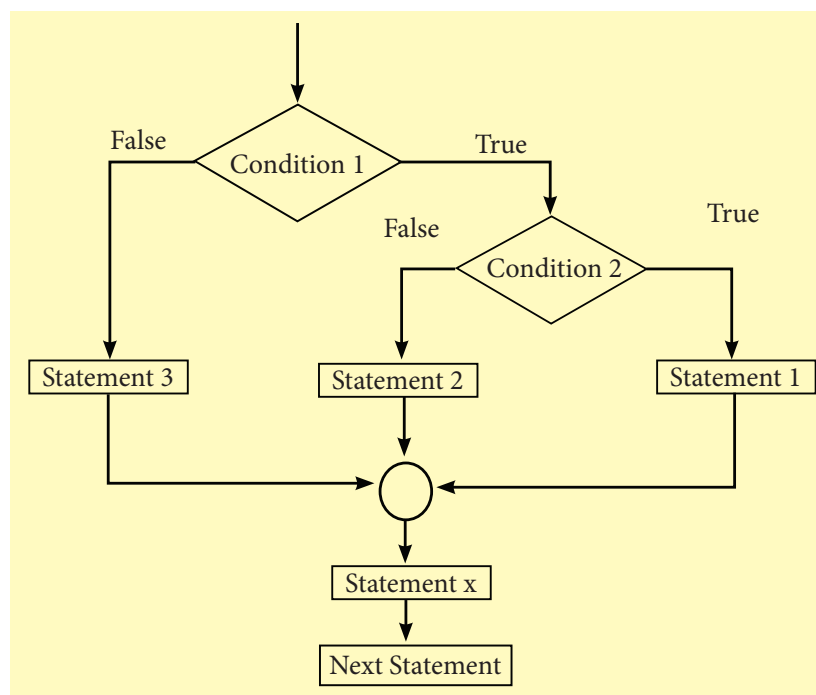 False
True
Condition 1
False
True
Condition 2
Statement 3
Statement 2
Statement 1
Statement x
Next Statement